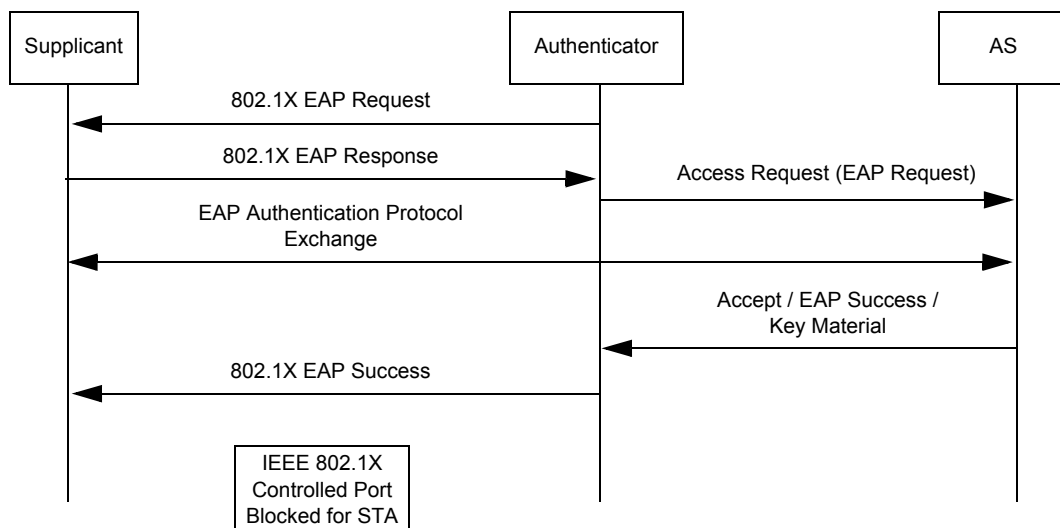 Supplicant
Authenticator
AS
802.1X EAP Request
802.1X EAP Response
Access Request (EAP Request)
EAP Authentication Protocol
Exchange
Accept / EAP Success /
Key Material
802.1X EAP Success
IEEE 802.1X
Controlled Port
Blocked for STA